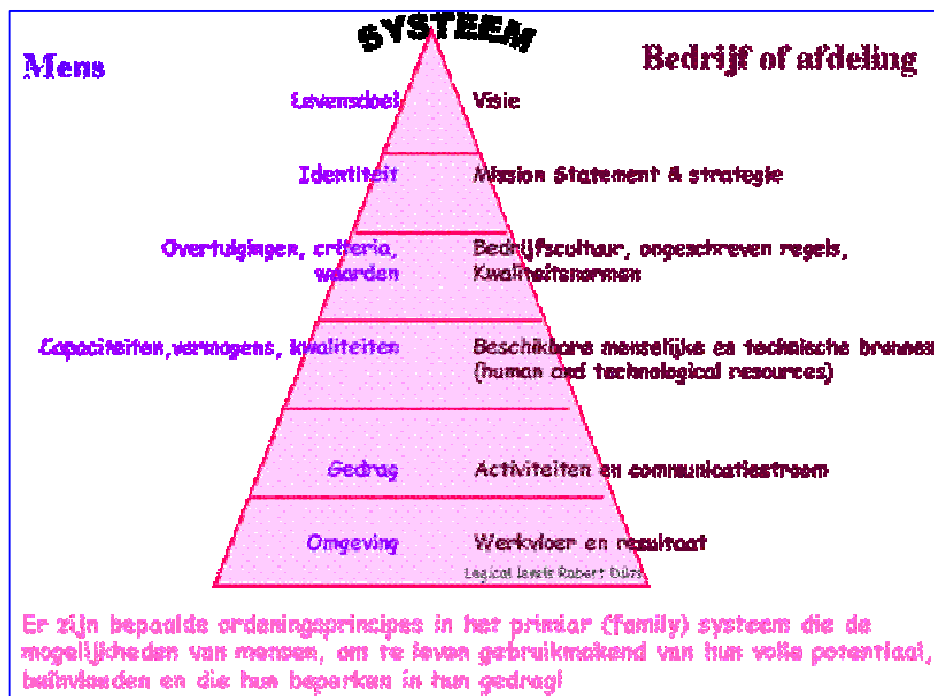 SYSTEEM
Mens
Bedrijf of afdeling
Levensdoel
Visie
Identiteit
Mission Statement & strategie
Overtuigingen, criteria,
waarden
Bedrijfscultuur, ongeschreven regels,
Kwaliteitsnormen
Capaciteiten,vermogens, kwaliteiten
Beschikbare menselijke en technische bronnen
(human and technological resources)
Gedrag
Activiteiten en communicatiestroom
Omgeving
Werkvloer en resultaat
Logical levels Robert Dilts
Er zijn bepaalde ordeningsprincipes in het primair (family) systeem die de
mogelijkheden van mensen, om te leven gebruikmakend van hun volle potentiaal,
beïnvloeden en die hun beperken in hun gedrag!